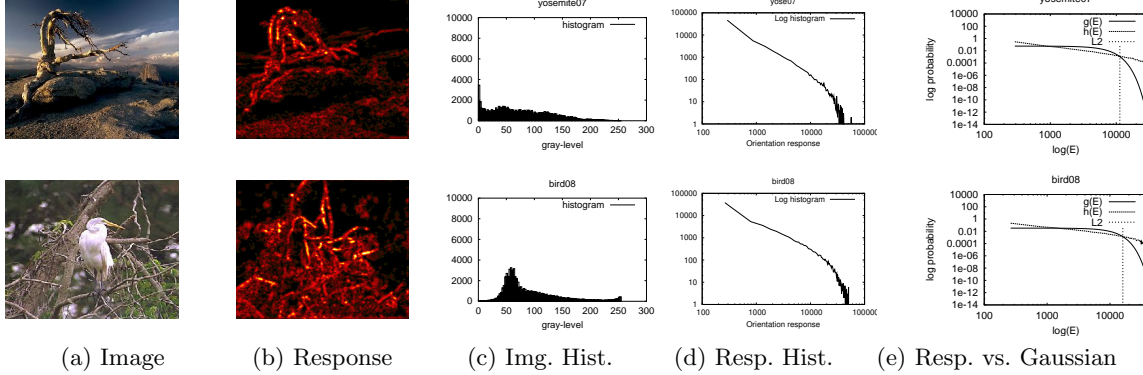 yosemite07
histogram
10000
8000
6000
4000
2000
0
0 50 100 150 200 250 300
gray-level
yose07
Log histogram
100000
10000
1000
100
10
1
100 1000 10000 100000
Orientation response
yosemite07
g(E)
h(E)
L2
log probability
10000
100
1
0.01
0.0001
1e-06
1e-08
1e-10
1e-12
1e-14
100 1000 10000
log(E)
bird08
histogram
10000
8000
6000
4000
2000
0
0 50 100 150 200 250 300
gray-level
bird08
Log histogram
100000
10000
1000
100
10
1
100 1000 10000 100000
Orientation response
bird08
g(E)
h(E)
L2
log probability
10000
100
1
0.01
0.0001
1e-06
1e-08
1e-10
1e-12
1e-14
100 1000 10000
log(E)
(a) Image (b) Response (c) Img. Hist. (d) Resp. Hist. (e) Resp. vs. Gaussian